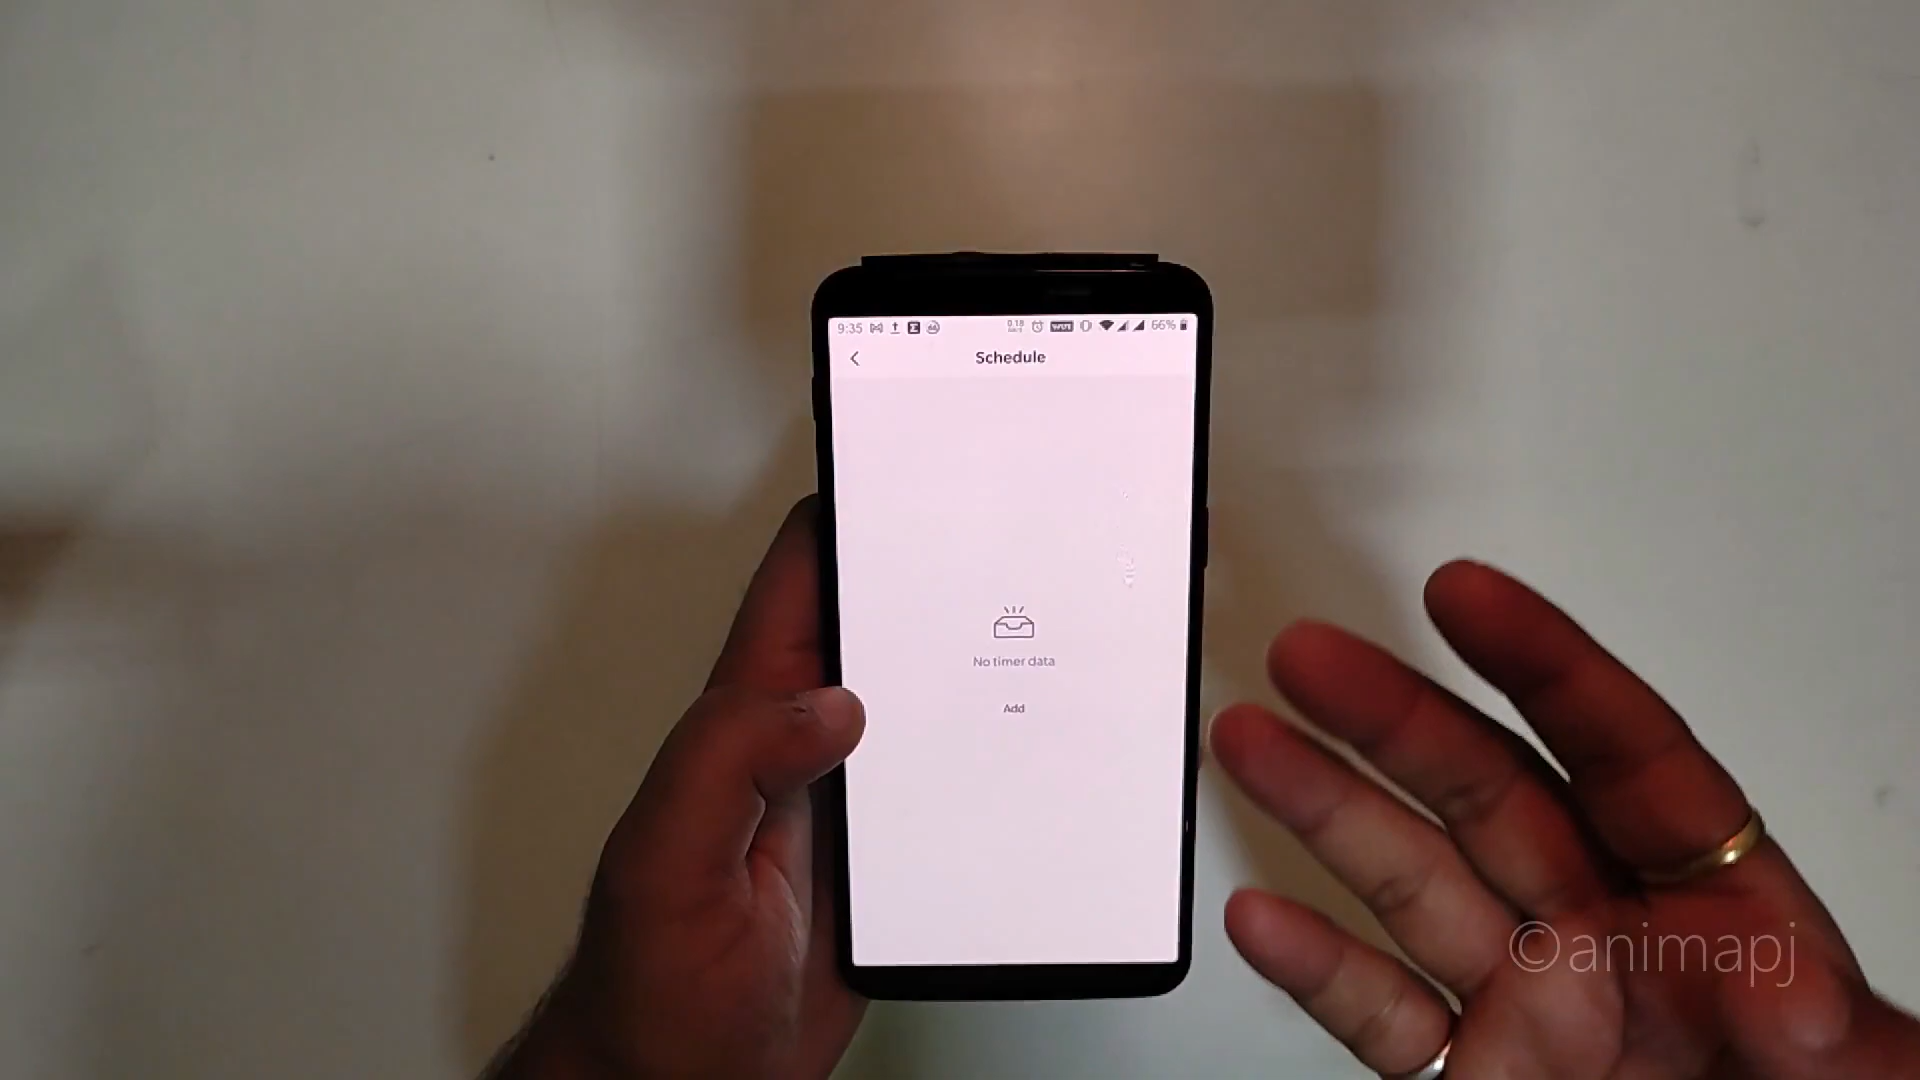 9:35
66%
Schedule
No timer data
Add
©animapj